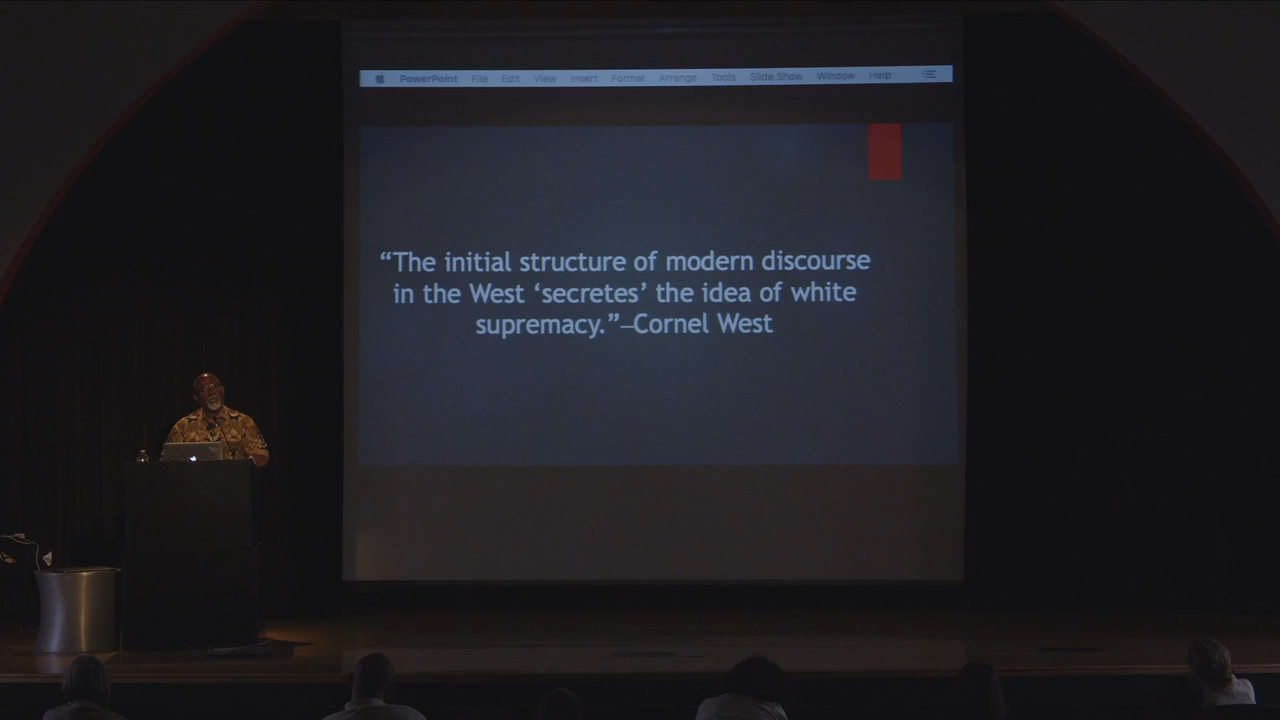 PowerPoint File Edit View Insert Format Arrange Tools Slide Show Window Help
“The initial structure of modern discourse
in the West ‘secretes’ the idea of white
supremacy.”–Cornel West